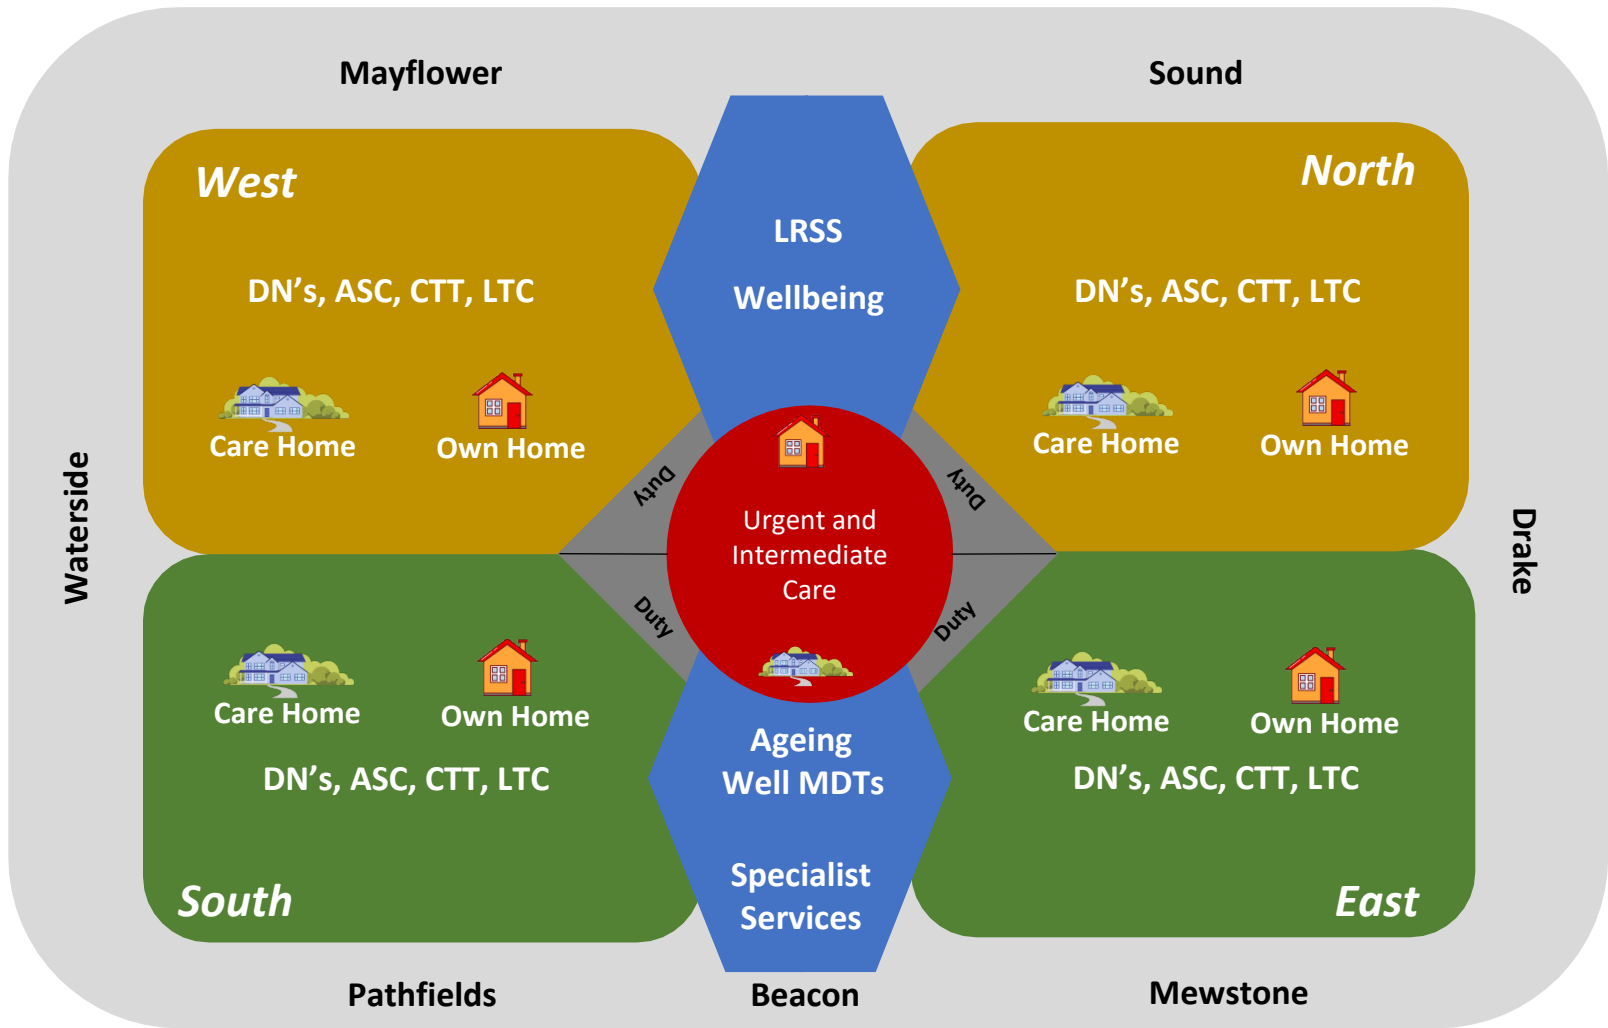 Mayflower
Sound
West
North
LRSS
Wellbeing
DN's, ASC, CTT, LTC
DN's, ASC, CTT, LTC
Care Home
Own Home
Care Home
Own Home
Waterside
Drake
Duty
Duty
Urgent and
Intermediate
Care
Duty
Duty
Care Home
Own Home
Care Home
Own Home
DN's, ASC, CTT, LTC
DN's, ASC, CTT, LTC
Ageing
Well MDTs
Specialist
Services
South
East
Pathfields
Beacon
Mewstone